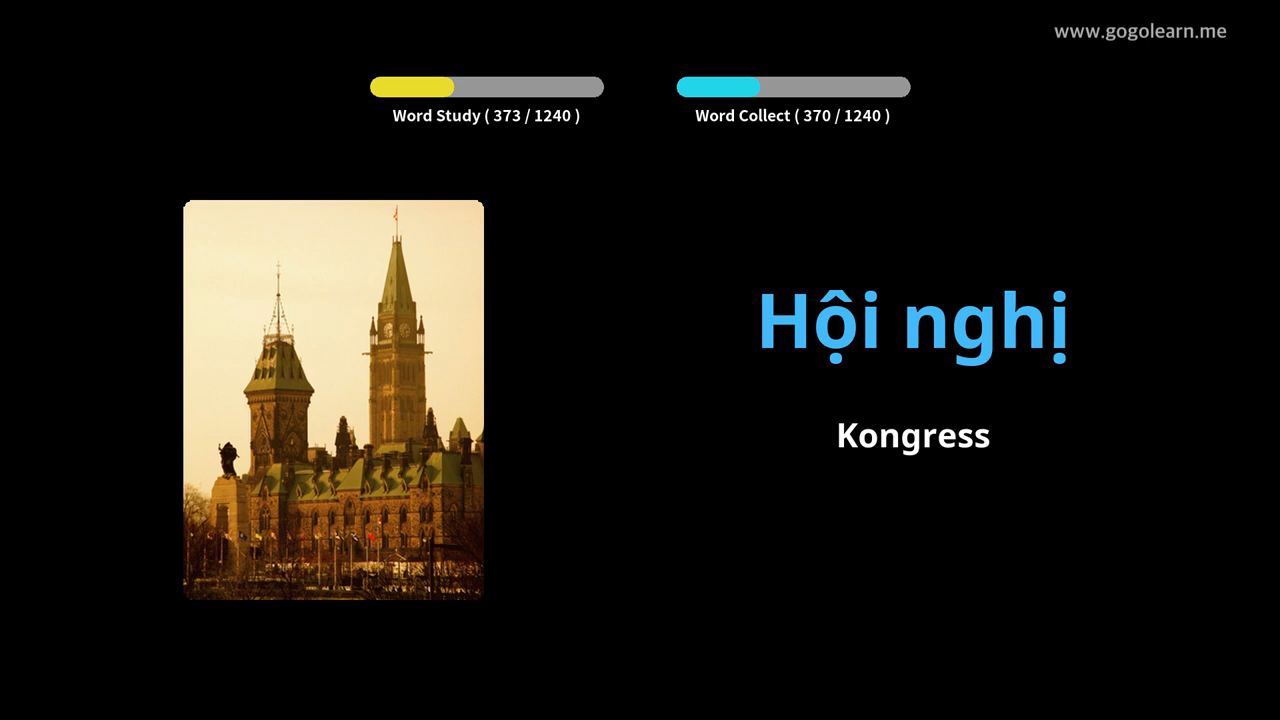 www.gogolearn.me
Word Study ( 373 / 1240 )
Word Collect ( 370 / 1240 )
Hội nghị
Kongress